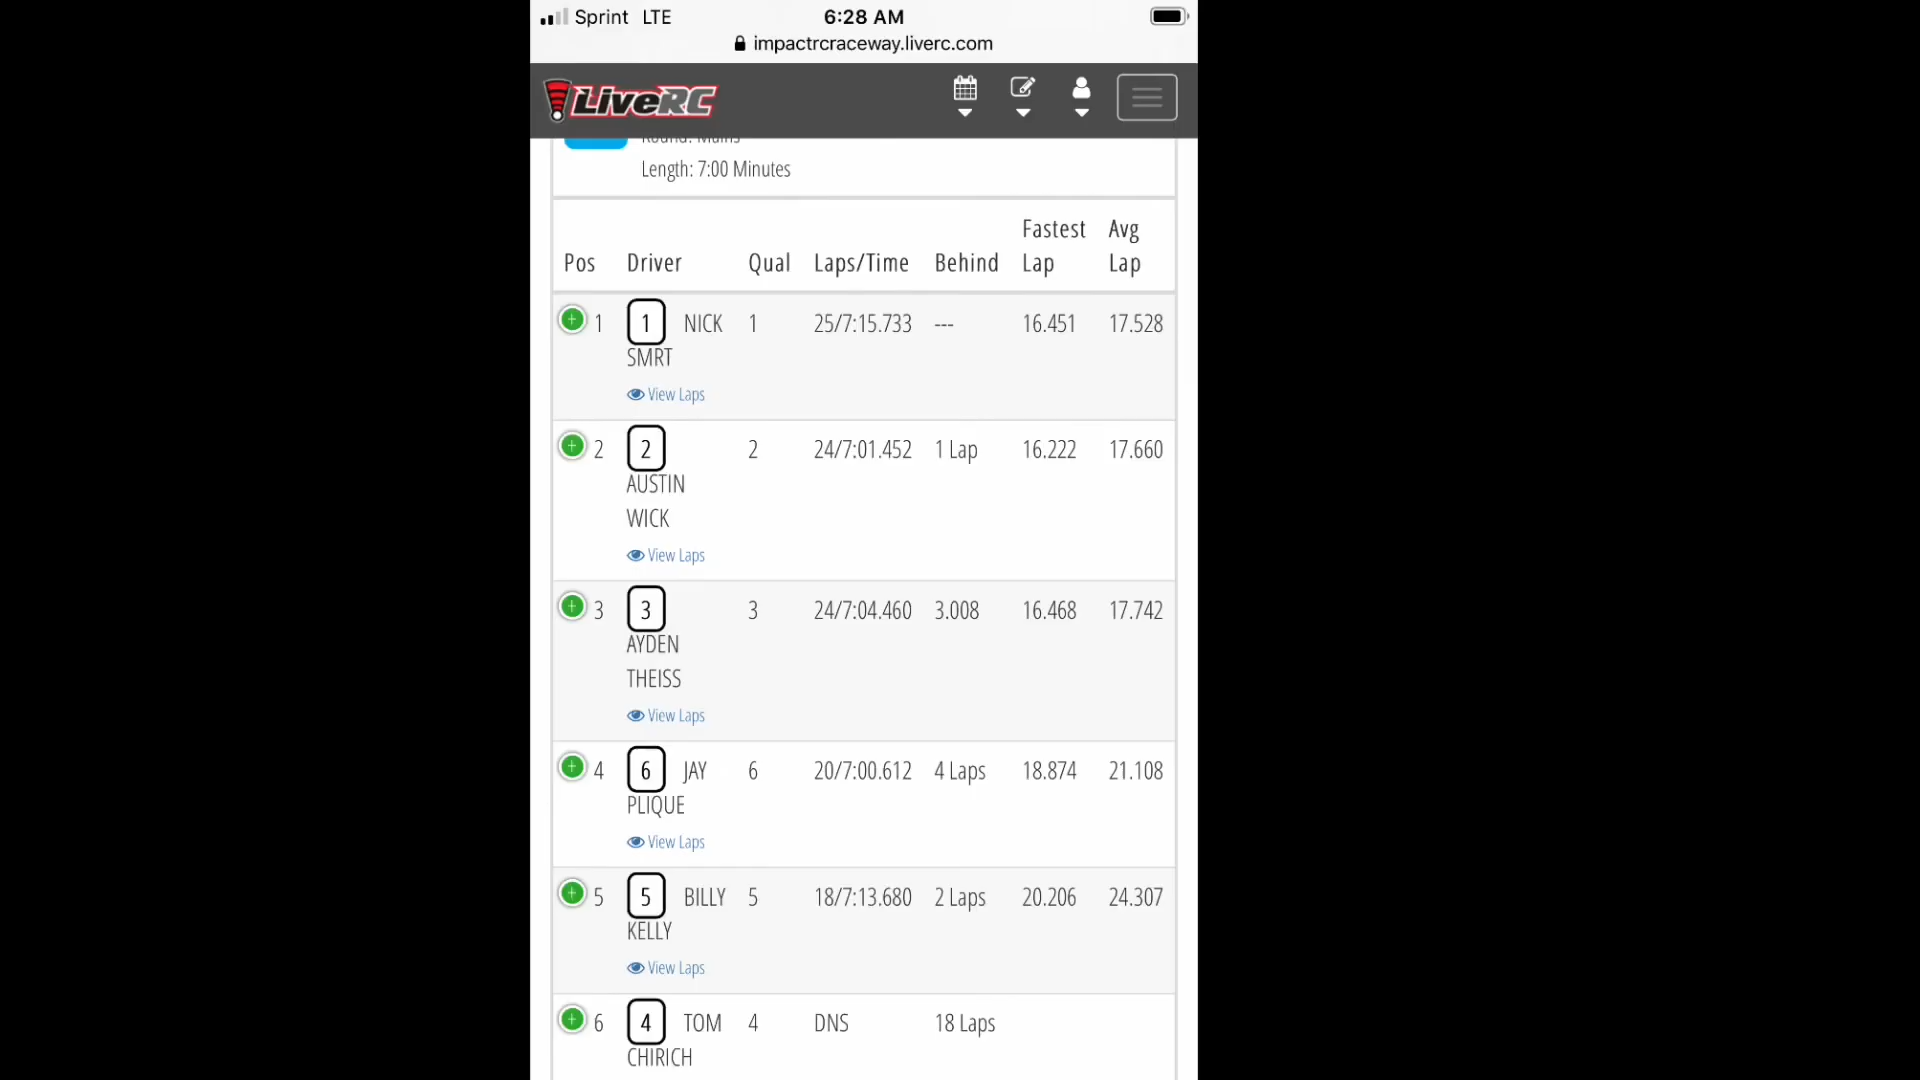 Sprint LTE 6:28 AM
impactrcraceway.liverc.com
LiveRC
Round: Mains
Length: 7:00 Minutes
Pos Driver Qual Laps/Time Behind Fastest Lap Avg Lap
1 1 NICK SMRT 1 25/7:15.733 --- 16.451 17.528
View Laps
2 2 AUSTIN WICK 2 24/7:01.452 1 Lap 16.222 17.660
View Laps
3 3 AYDEN THEISS 3 24/7:04.460 3.008 16.468 17.742
View Laps
4 6 JAY PLIQUE 6 20/7:00.612 4 Laps 18.874 21.108
View Laps
5 5 BILLY KELLY 5 18/7:13.680 2 Laps 20.206 24.307
View Laps
6 4 TOM CHIRICH 4 DNS 18 Laps